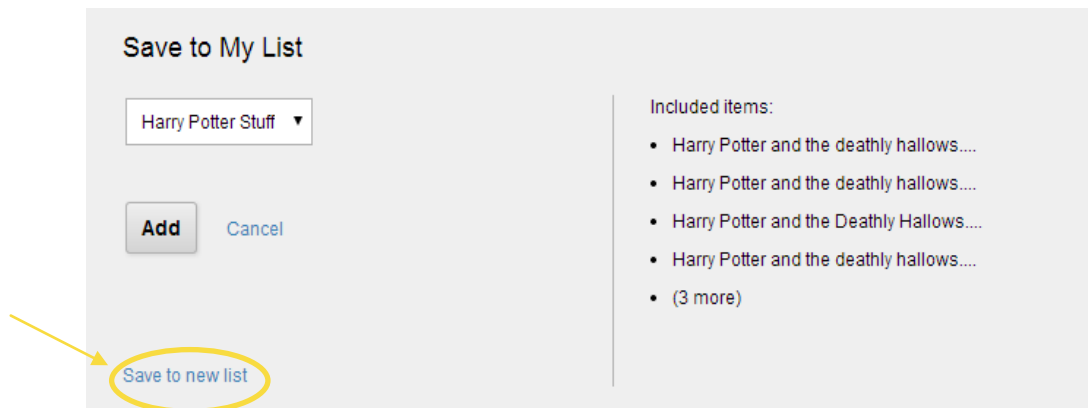 Save to My List
Harry Potter Stuff
Add
Cancel
Save to new list
Included items:
• Harry Potter and the deathly hallows....
• Harry Potter and the deathly hallows....
• Harry Potter and the Deathly Hallows....
• Harry Potter and the deathly hallows....
• (3 more)